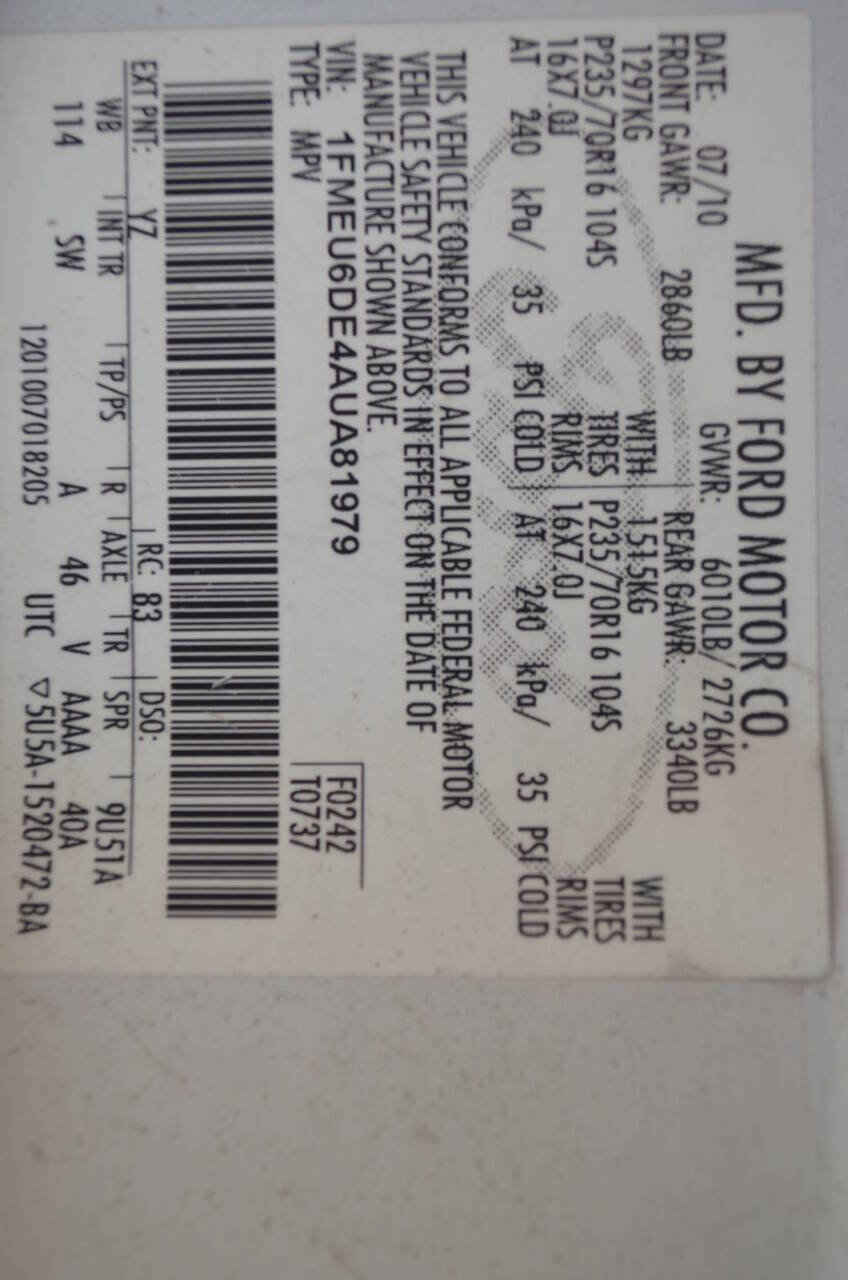 MFD. BY FORD MOTOR CO.
DATE: 07/10 GVWR: 6010LB/2726KG
FRONT GAWR: 2860LB REAR GAWR: 3340LB
1297KG WITH 1515KG WITH
P235/70R16 104S TIRES P235/70R16 104S TIRES
16X7.0J RIMS 16X7.0J RIMS
AT 240 kPa/ 35 PSI COLD AT 240 kPa/ 35 PSI COLD
THIS VEHICLE CONFORMS TO ALL APPLICABLE FEDERAL MOTOR
VEHICLE SAFETY STANDARDS IN EFFECT ON THE DATE OF
MANUFACTURE SHOWN ABOVE.
VIN: 1FMEU6DE4AUA81979 F0242
TYPE: MPV T0737
EXT PNT: YZ RC: 83 DSO:
WB INT TR TP/PS R AXLE TR SPR 9U51A
114 SW A 46 V AAAA 40A
1201007018205 UTC ▽5U5A-1520472-BA